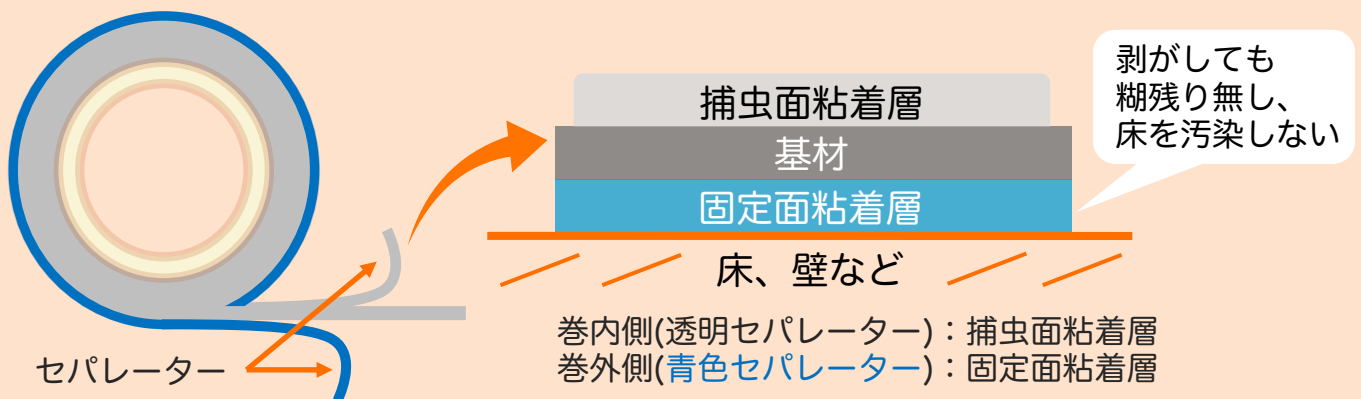 剥がしても
糊残り無し、
床を汚染しない
捕虫面粘着層
基材
固定面粘着層
床、壁など
セパレーター
巻内側(透明セパレーター)：捕虫面粘着層
巻外側(青色セパレーター)：固定面粘着層